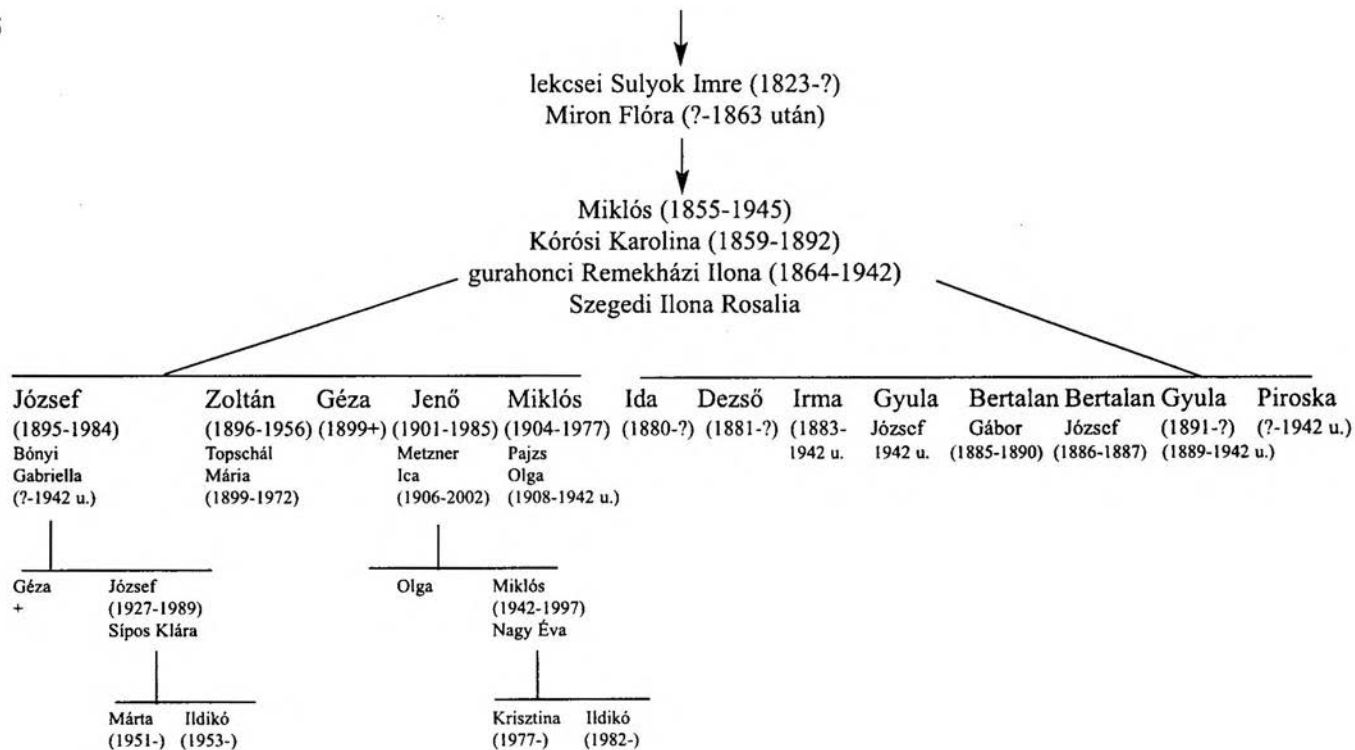 lekcsei Sulyok Imre (1823-?)
Miron Flóra (?-1863 után)
Miklós (1855-1945)
Kórósi Karolina (1859-1892)
gurahonci Remekházi Ilona (1864-1942)
Szegedi Ilona Rosalia
József Zoltán Géza Jenő Miklós Ida Dezső Irma Gyula Bertalan Bertalan Gyula Piroska
(1895-1984) (1896-1956) (1899+) (1901-1985) (1904-1977) (1880-?) (1881-?) (1883- József Gábor József (1891-?) (?-1942 u.)
Bónyi Topschál Metzner Pajzs 1942 u. 1942 u. (1885-1890) (1886-1887) (1889-1942 u.)
Gabriella Mária Ica Olga
(?-1942 u.) (1899-1972) (1906-2002) (1908-1942 u.)
Géza József Olga Miklós
+ (1927-1989) (1942-1997)
Sípos Klára Nagy Éva
Márta Ildikó Krisztina Ildikó
(1951-) (1953-) (1977-) (1982-)